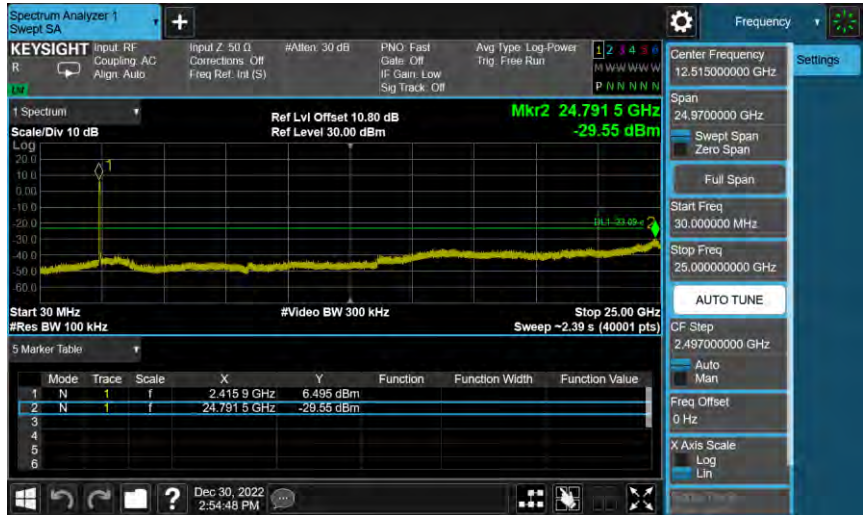 Spectrum Analyzer 1
Swept SA
Frequency
KEYSIGHT
R
Input: RF
Coupling: AC
Align: Auto
Input Z: 50 Ω
Corrections: Off
Freq Ref: Int (S)
#Atten: 30 dB
PNO: Fast
Gate: Off
IF Gain: Low
Sig Track: Off
Avg Type: Log-Power
Trig: Free Run
1 2 3 4 5 6
M W W W W W
P N N N N N
Center Frequency
12.515000000 GHz
Settings
Span
24.9700000 GHz
Swept Span
Zero Span
Full Span
Start Freq
30.000000 MHz
Stop Freq
25.000000000 GHz
AUTO TUNE
CF Step
2.497000000 GHz
Auto
Man
Freq Offset
0 Hz
X Axis Scale
Log
Lin
1 Spectrum
Scale/Div 10 dB
Ref Lvl Offset 10.80 dB
Ref Level 30.00 dBm
Mkr2 24.791 5 GHz
-29.55 dBm
Log
20.0
10.0
0.00
-10.0
-20.0
-30.0
-40.0
-50.0
-60.0
1
2
Start 30 MHz
#Res BW 100 kHz
#Video BW 300 kHz
Stop 25.00 GHz
Sweep ~2.39 s (40001 pts)
5 Marker Table
Mode Trace Scale X Y Function Function Width Function Value
1 N 1 f 2.415 9 GHz 6.495 dBm
2 N 1 f 24.791 5 GHz -29.55 dBm
3
4
5
6
?
Dec 30, 2022
2:54:48 PM